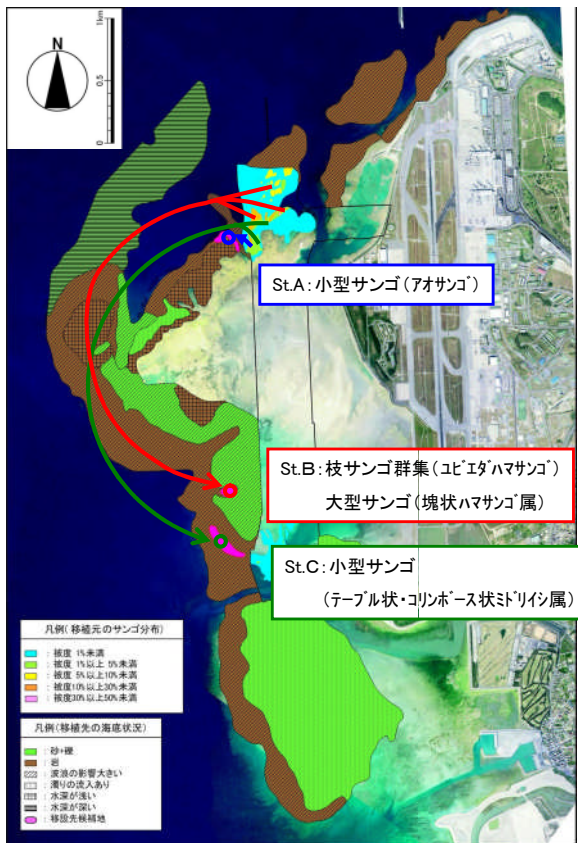 N
1km
0.5
0
St.A:小型サンゴ(アオサンゴ)
St.B:枝サンゴ群集(ユビエダハマサンゴ)
大型サンゴ(塊状ハマサンゴ属)
St.C:小型サンゴ
(テーブル状・コリンボース状ミドリイシ属)
凡例(移植元のサンゴ分布)
: 被度 1%未満
: 被度 1%以上 5%未満
: 被度 5%以上10%未満
: 被度10%以上30%未満
: 被度30%以上50%未満
凡例(移植先の海底状況)
: 砂+礫
: 岩
: 波浪の影響大きい
: 濁りの流入あり
: 水深が浅い
: 水深が深い
: 移設先候補地